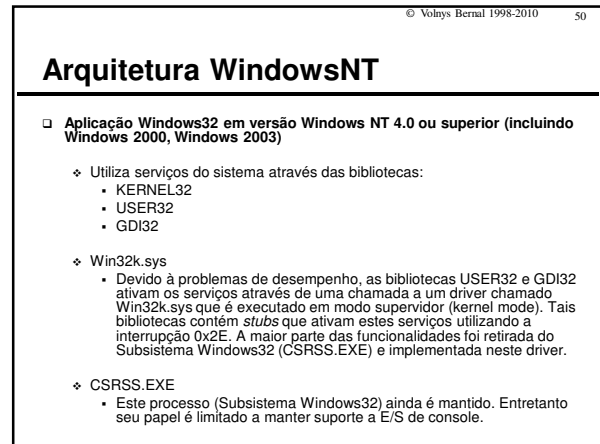 © Volnys Bernal 1998-2010 50
Arquitetura WindowsNT
Aplicação Windows32 em versão Windows NT 4.0 ou superior (incluindo
Windows 2000, Windows 2003)
Utiliza serviços do sistema através das bibliotecas:
KERNEL32
USER32
GDI32
Win32k.sys
Devido à problemas de desempenho, as bibliotecas USER32 e GDI32
ativam os serviços através de uma chamada a um driver chamado
Win32k.sys que é executado em modo supervidor (kernel mode). Tais
bibliotecas contém stubs que ativam estes serviços utilizando a
interrupção 0x2E. A maior parte das funcionalidades foi retirada do
Subsistema Windows32 (CSRSS.EXE) e implementada neste driver.
CSRSS.EXE
Este processo (Subsistema Windows32) ainda é mantido. Entretanto
seu papel é limitado a manter suporte a E/S de console.